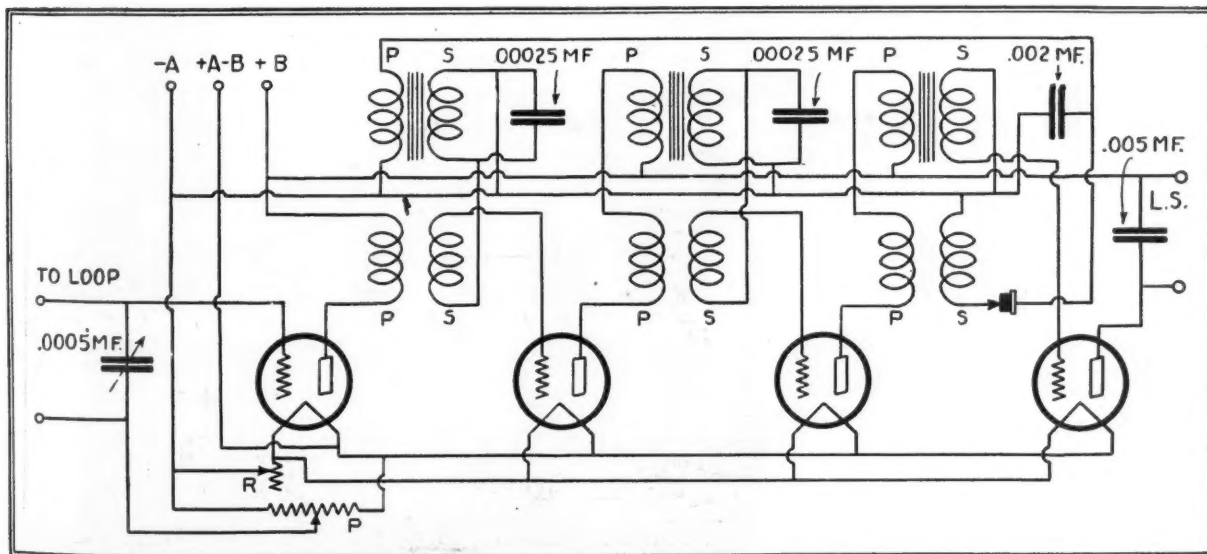 -A +A-B +B
P S .00025 MF
P S .00025 MF
P S .002 MF.
.005 MF.
L.S.
TO LOOP
.0005 MF.
P S
P S
P S
R
P